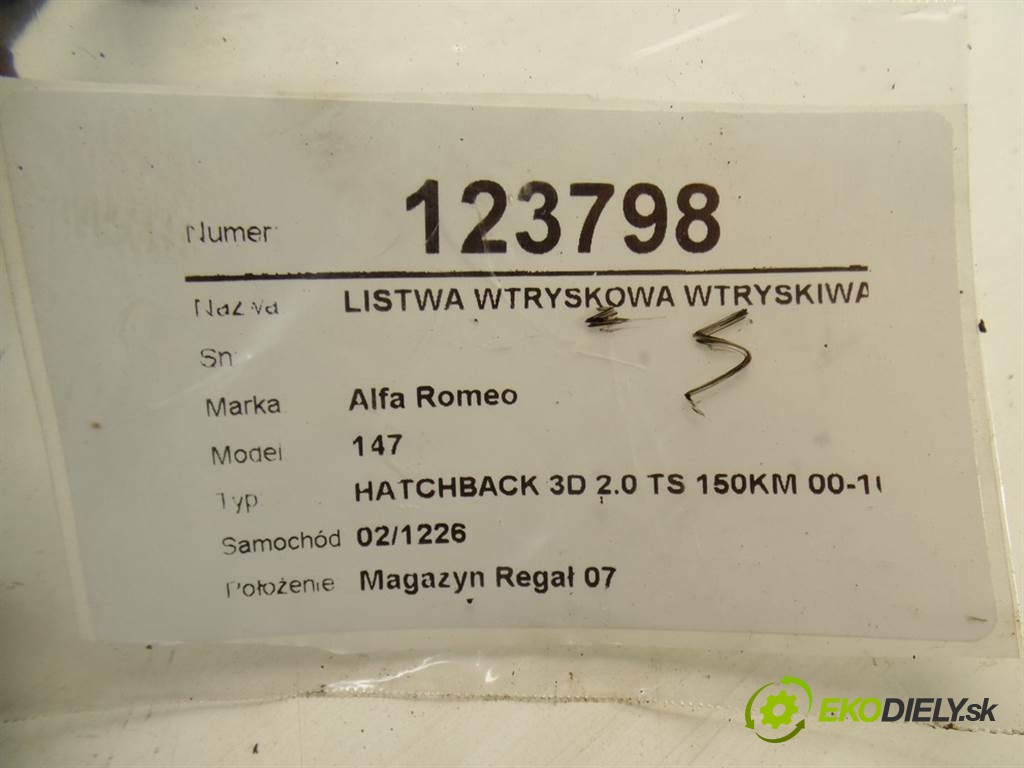 Numer 123798
Nazwa LISTWA WTRYSKOWA WTRYSKIWA
Sn
Marka Alfa Romeo
Model 147
Typ HATCHBACK 3D 2.0 TS 150KM 00-10
Samochód 02/1226
Położenie Magazyn Regał 07
EKODIELY.sk